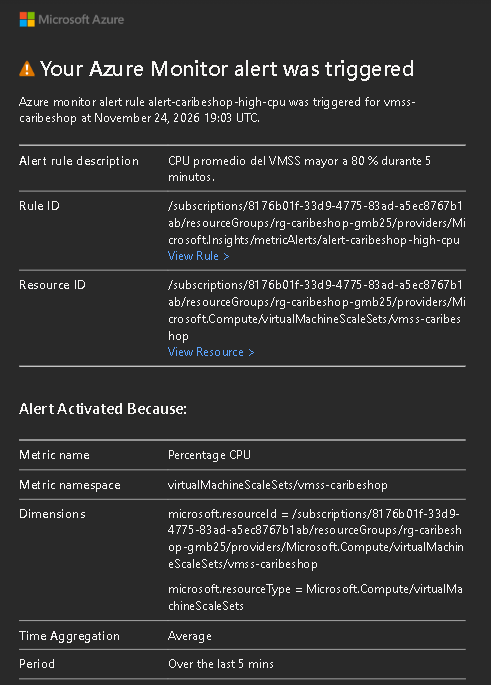 Microsoft Azure
Your Azure Monitor alert was triggered
Azure monitor alert rule alert-caribeshop-high-cpu was triggered for vmss-
caribeshop at November 24, 2026 19:03 UTC.
Alert rule description CPU promedio del VMSS mayor a 80 % durante 5
minutos.
Rule ID /subscriptions/8176b01f-33d9-4775-83ad-a5ec8767b1
ab/resourceGroups/rg-caribeshop-gmb25/providers/Mi
crosoft.Insights/metricAlerts/alert-caribeshop-high-cpu
View Rule >
Resource ID /subscriptions/8176b01f-33d9-4775-83ad-a5ec8767b1
ab/resourceGroups/rg-caribeshop-gmb25/providers/Mi
crosoft.Compute/virtualMachineScaleSets/vmss-caribes
hop
View Resource >
Alert Activated Because:
Metric name Percentage CPU
Metric namespace virtualMachineScaleSets/vmss-caribeshop
Dimensions microsoft.resourceId = /subscriptions/8176b01f-33d9-
4775-83ad-a5ec8767b1ab/resourceGroups/rg-caribesh
op-gmb25/providers/Microsoft.Compute/virtualMachin
eScaleSets/vmss-caribeshop
microsoft.resourceType = Microsoft.Compute/virtualMa
chineScaleSets
Time Aggregation Average
Period Over the last 5 mins